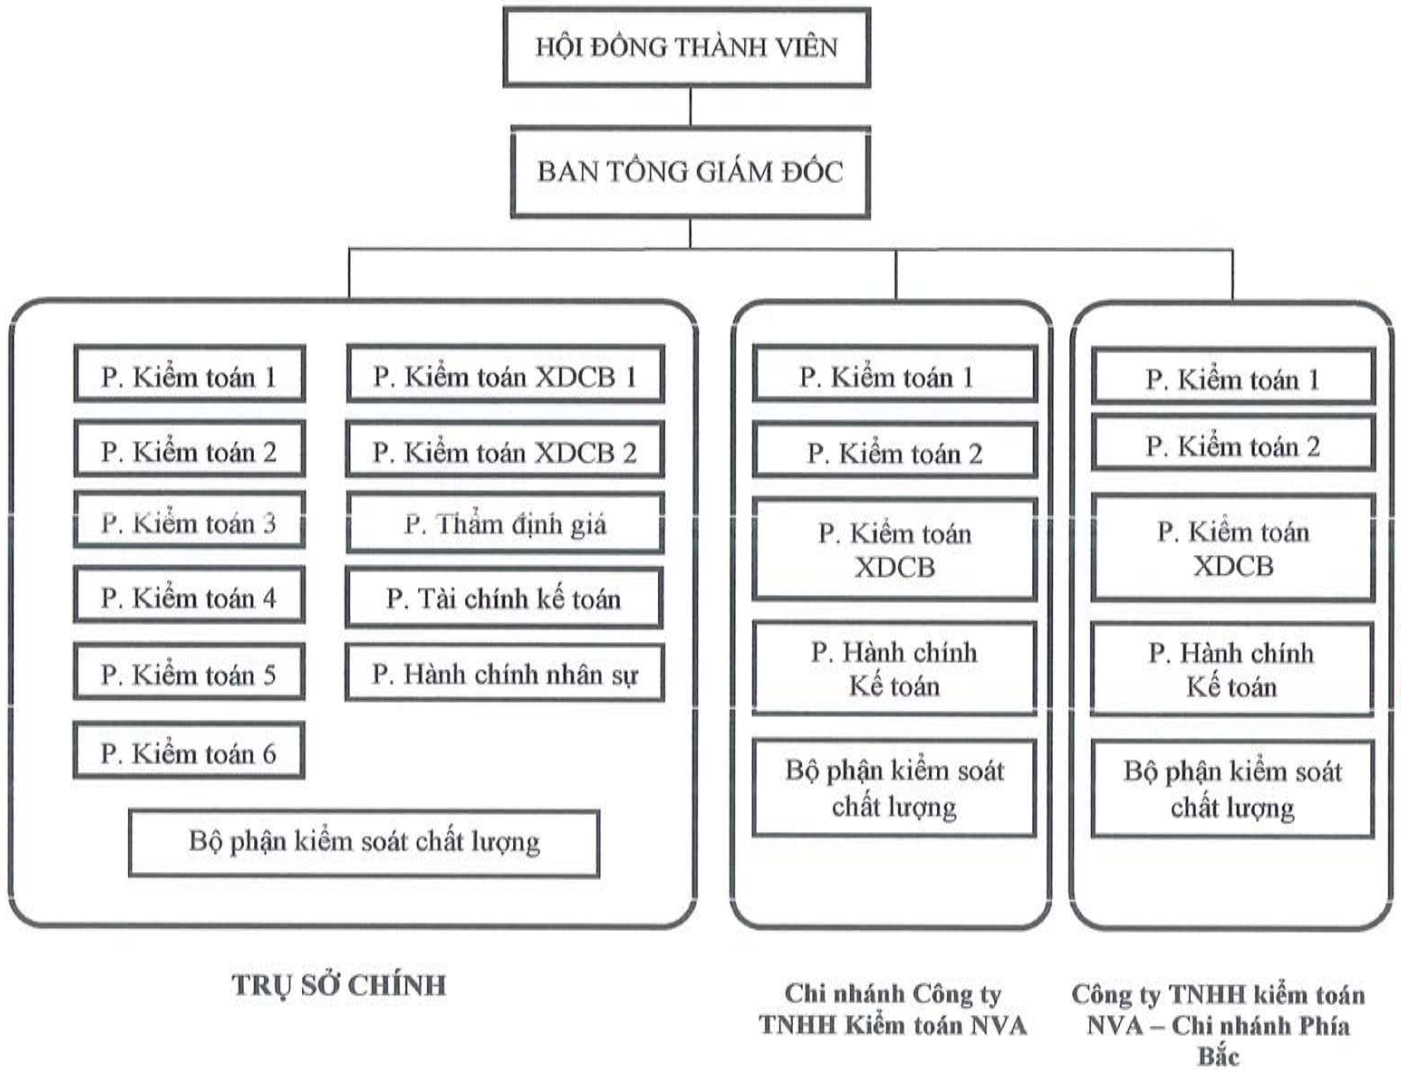 HỘI ĐỒNG THÀNH VIÊN
BAN TỔNG GIÁM ĐỐC
P. Kiểm toán 1
P. Kiểm toán 2
P. Kiểm toán 3
P. Kiểm toán 4
P. Kiểm toán 5
P. Kiểm toán 6
P. Kiểm toán XDCB 1
P. Kiểm toán XDCB 2
P. Thẩm định giá
P. Tài chính kế toán
P. Hành chính nhân sự
Bộ phận kiểm soát chất lượng
TRỤ SỞ CHÍNH
P. Kiểm toán 1
P. Kiểm toán 2
P. Kiểm toán
XDCB
P. Hành chính
Kế toán
Bộ phận kiểm soát
chất lượng
Chi nhánh Công ty
TNHH Kiểm toán NVA
P. Kiểm toán 1
P. Kiểm toán 2
P. Kiểm toán
XDCB
P. Hành chính
Kế toán
Bộ phận kiểm soát
chất lượng
Công ty TNHH kiểm toán
NVA – Chi nhánh Phía
Bắc